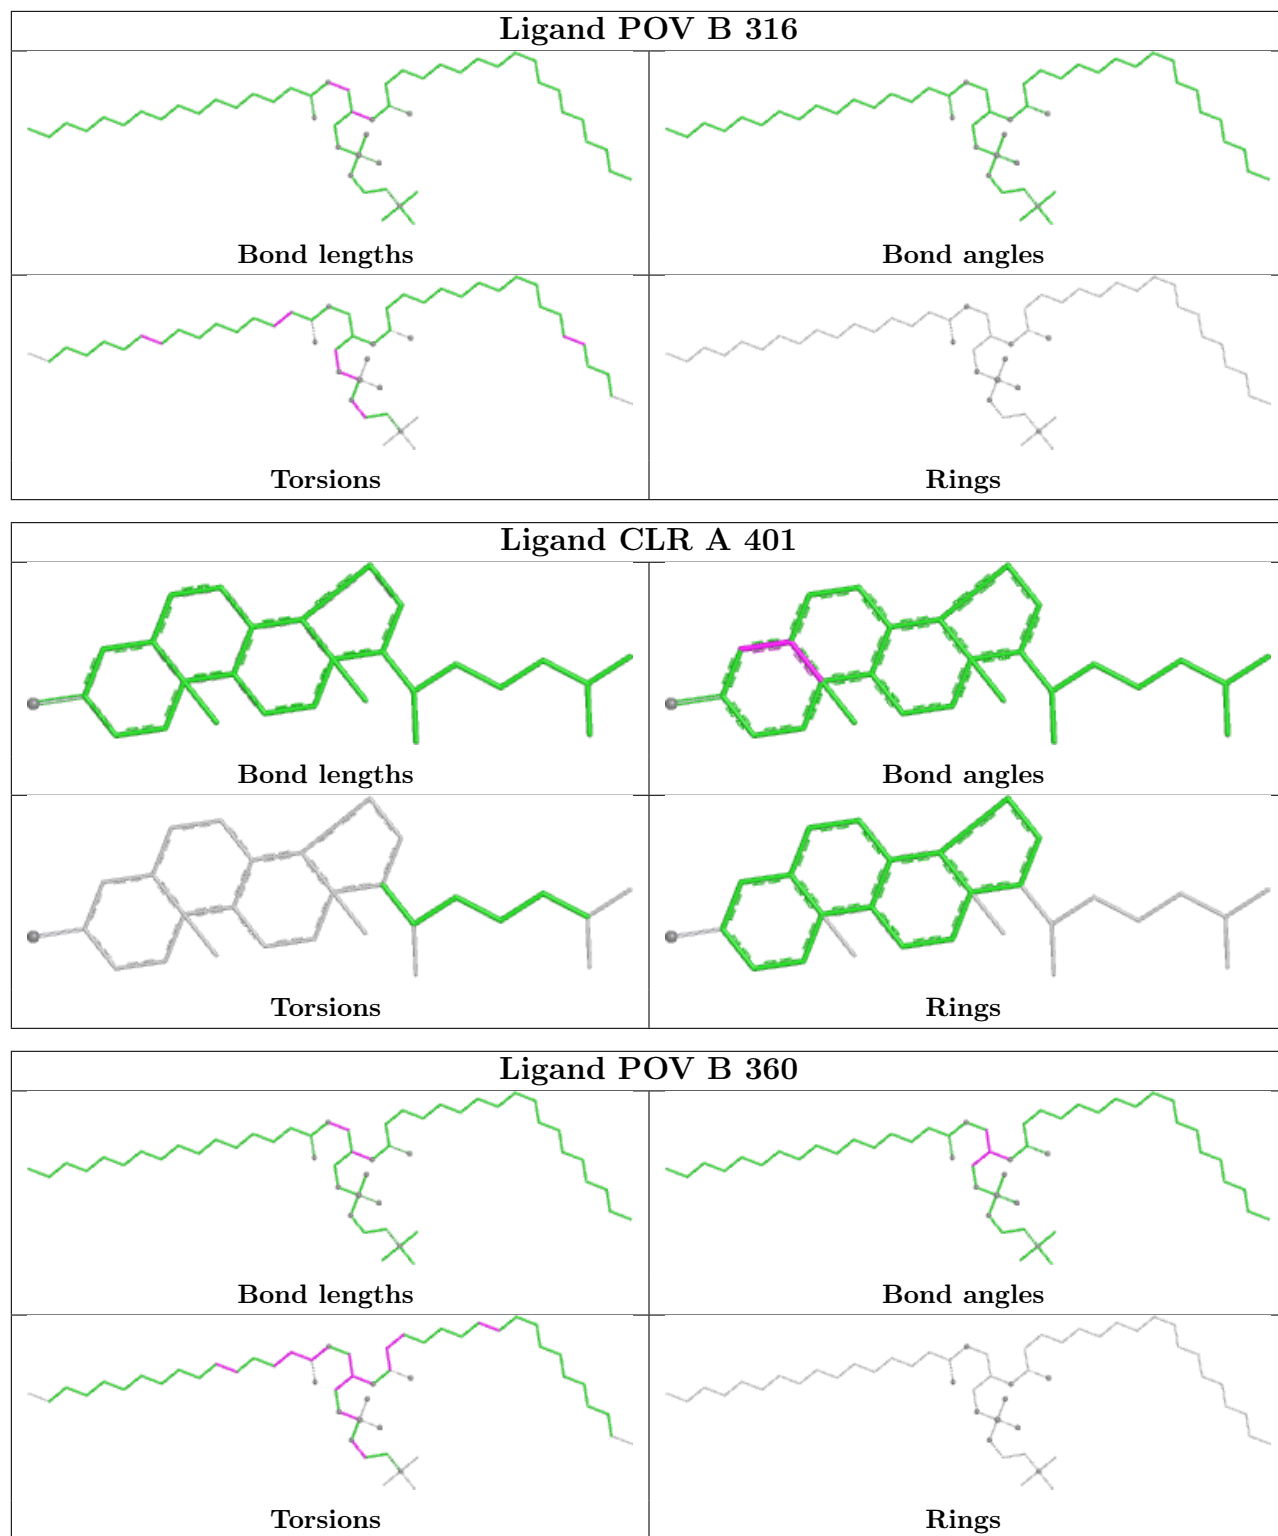 Ligand POV B 316
Bond lengths
Bond angles
Torsions
Rings
Ligand CLR A 401
Bond lengths
Bond angles
Torsions
Rings
Ligand POV B 360
Bond lengths
Bond angles
Torsions
Rings